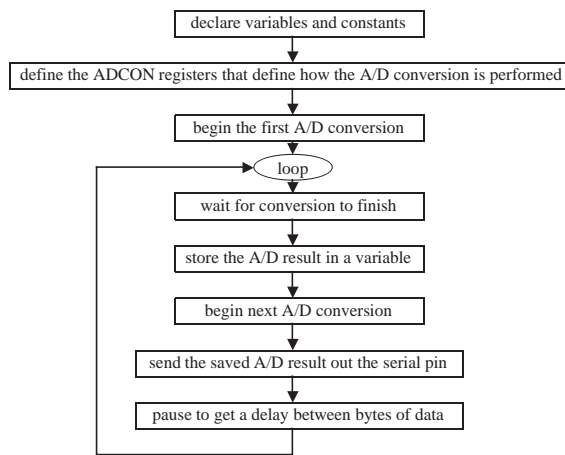 declare variables and constants
define the ADCON registers that define how the A/D conversion is performed
begin the first A/D conversion
loop
wait for conversion to finish
store the A/D result in a variable
begin next A/D conversion
send the saved A/D result out the serial pin
pause to get a delay between bytes of data